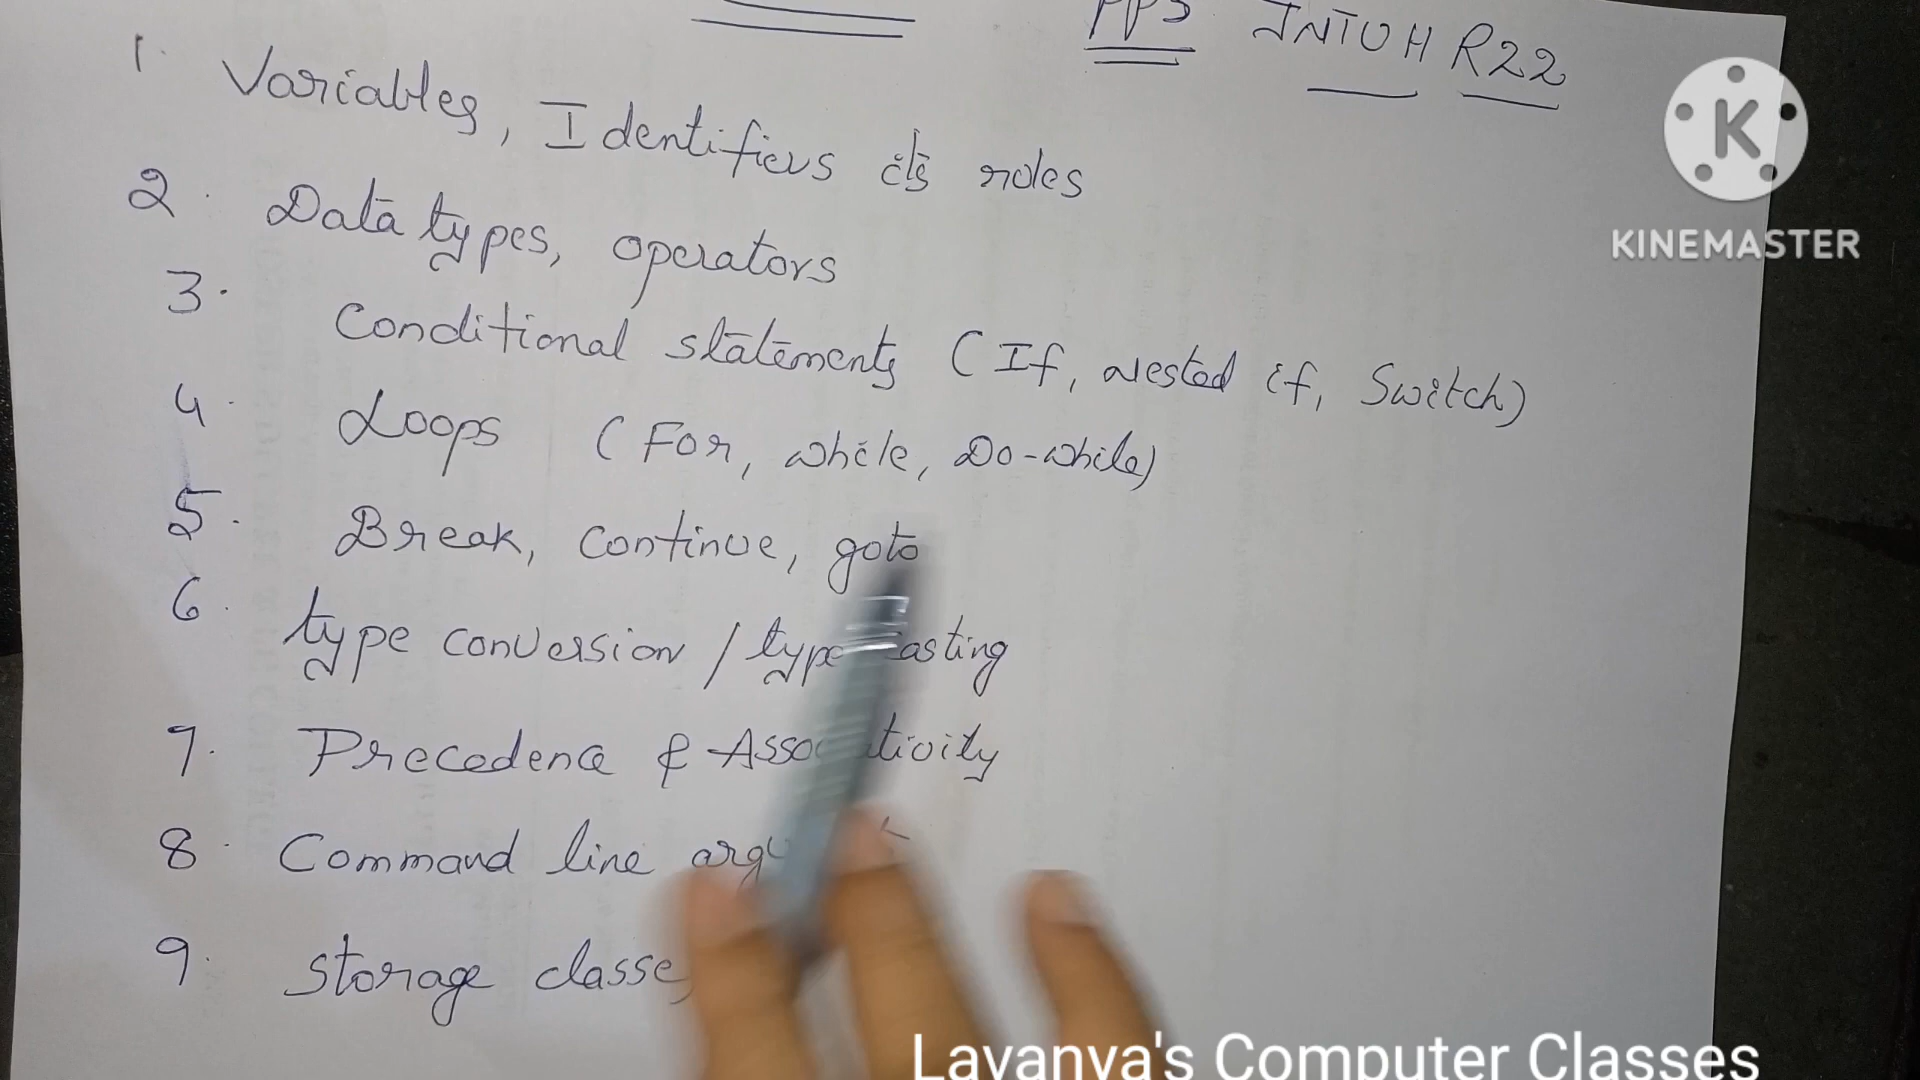 PPS JNTUH R22
1. Variables, Identifiers its roles
2. Data types, operators
3. Conditional statements (If, Nested if, Switch)
4. Loops (For, while, Do-while)
5. Break, continue, goto
6. type conversion / type casting
7. Precedence & Associativity
8. Command line
9. Storage classes
KINEMASTER
Lavanya's Computer Classes